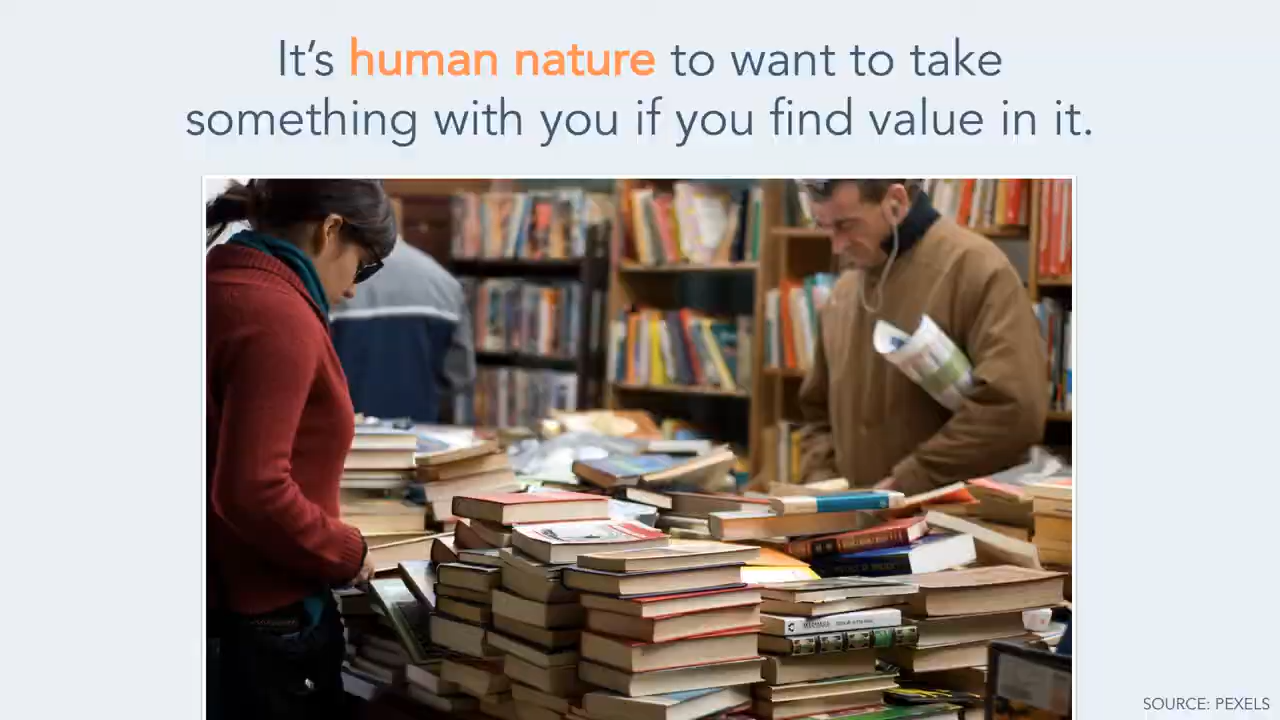 It's human nature to want to take
something with you if you find value in it.
SOURCE: PEXELS